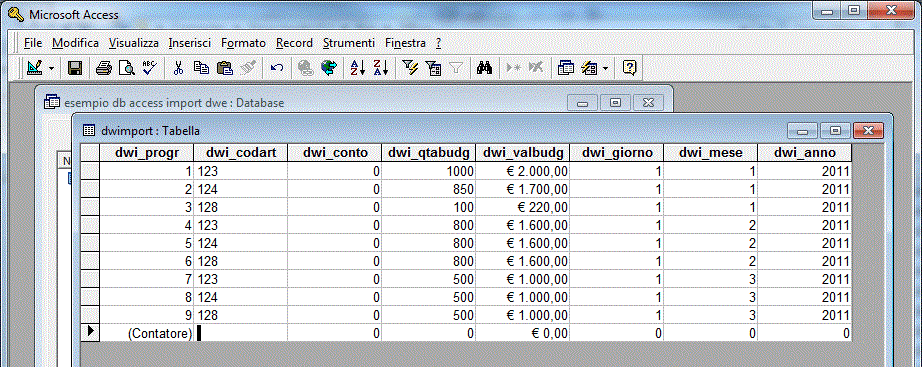 Microsoft Access
File Modifica Visualizza Inserisci Formato Record Strumenti Finestra ?
esempio db access import dwe : Database
dwimport : Tabella
dwi_progr dwi_codart dwi_conto dwi_qtabudg dwi_valbudg dwi_giorno dwi_mese dwi_anno
1 123 0 1000 € 2.000,00 1 1 2011
2 124 0 850 € 1.700,00 1 1 2011
3 128 0 100 € 220,00 1 1 2011
4 123 0 800 € 1.600,00 1 2 2011
5 124 0 800 € 1.600,00 1 2 2011
6 128 0 800 € 1.600,00 1 2 2011
7 123 0 500 € 1.000,00 1 3 2011
8 124 0 500 € 1.000,00 1 3 2011
9 128 0 500 € 1.000,00 1 3 2011
(Contatore) 0 0 € 0,00 0 0 0